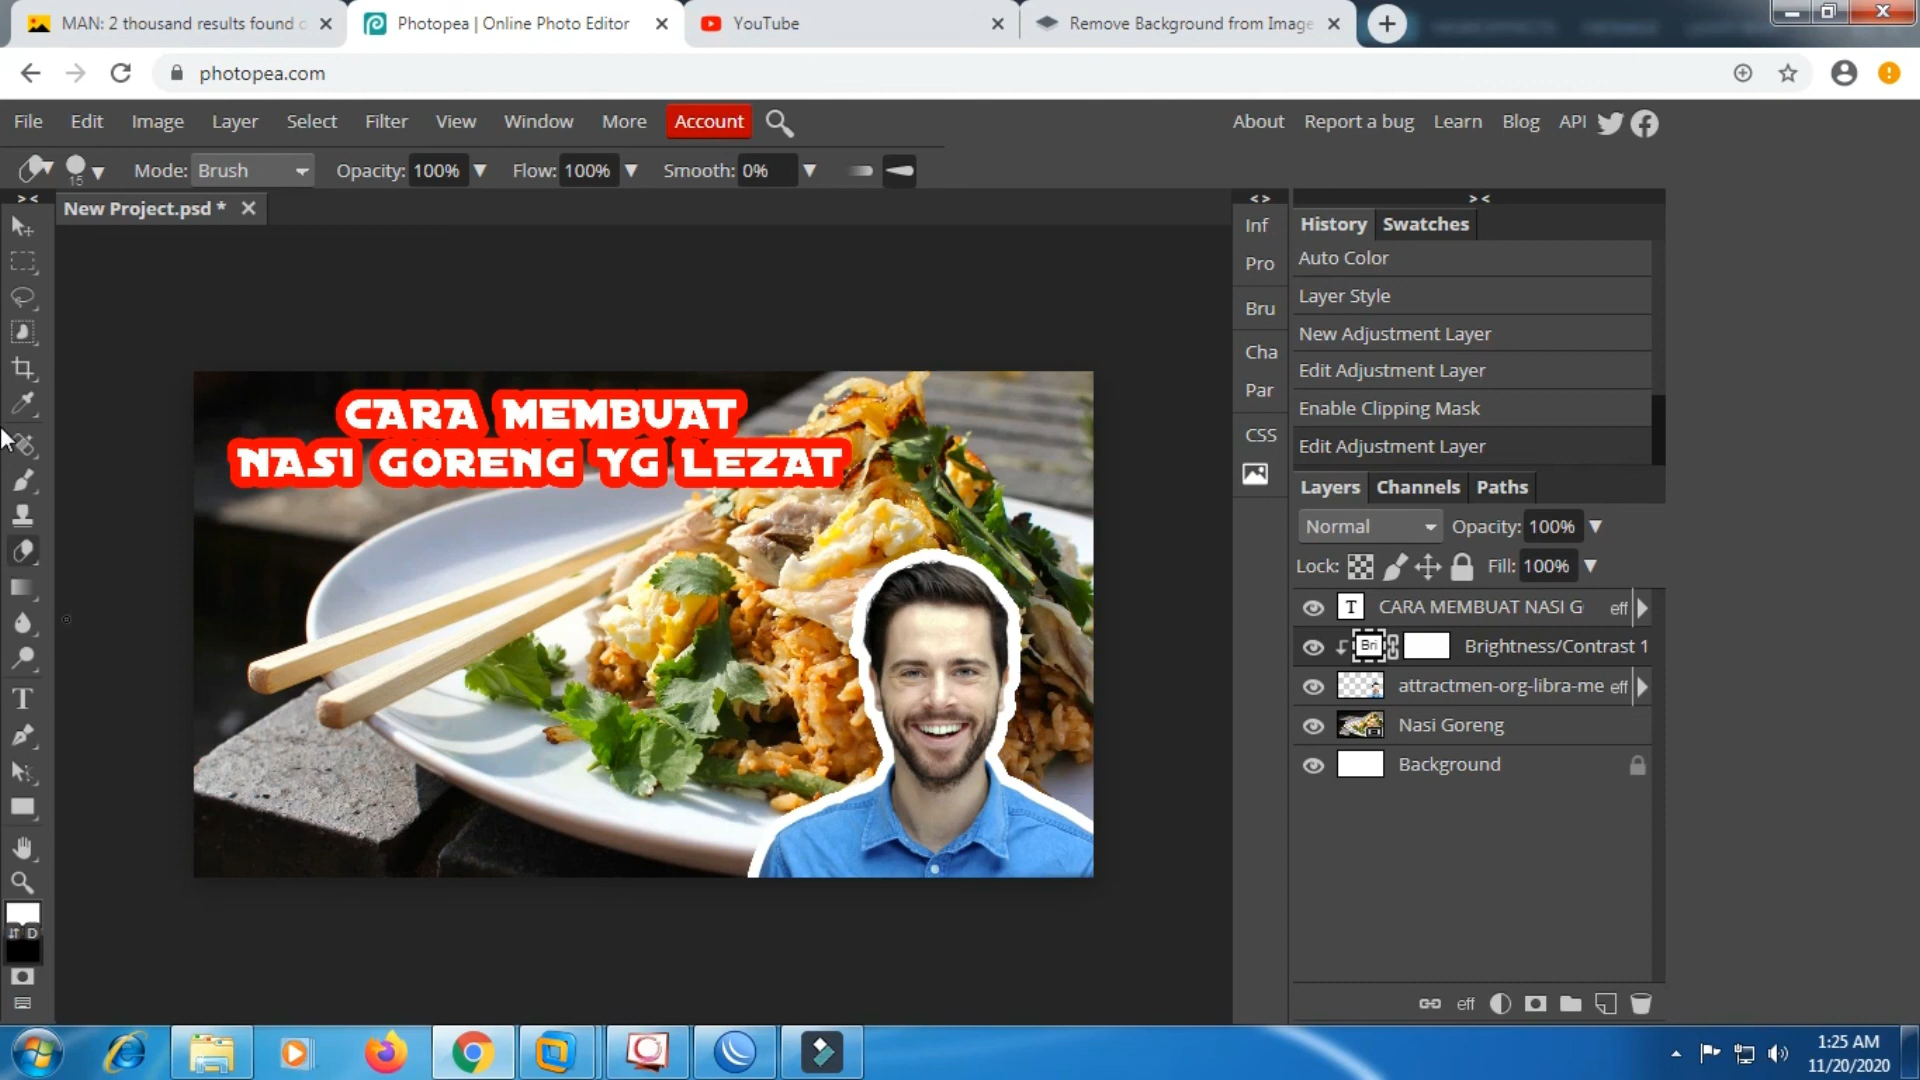 MAN: 2 thousand results found o
Photopea | Online Photo Editor
YouTube
Remove Background from Image
photopea.com
File Edit Image Layer Select Filter View Window More Account
About Report a bug Learn Blog API
15 Mode: Brush Opacity: 100% Flow: 100% Smooth: 0%
> <
New Project.psd *
< >
> <
Inf
Pro
Bru
Cha
Par
CSS
History Swatches
Auto Color
Layer Style
New Adjustment Layer
Edit Adjustment Layer
Enable Clipping Mask
Edit Adjustment Layer
CARA MEMBUAT
NASI GORENG YG LEZAT
Layers Channels Paths
Normal Opacity: 100%
Lock: Fill: 100%
T CARA MEMBUAT NASI G eff
Bri Brightness/Contrast 1
attractmen-org-libra-me eff
Nasi Goreng
Background
T
D
eff
1:25 AM
11/20/2020